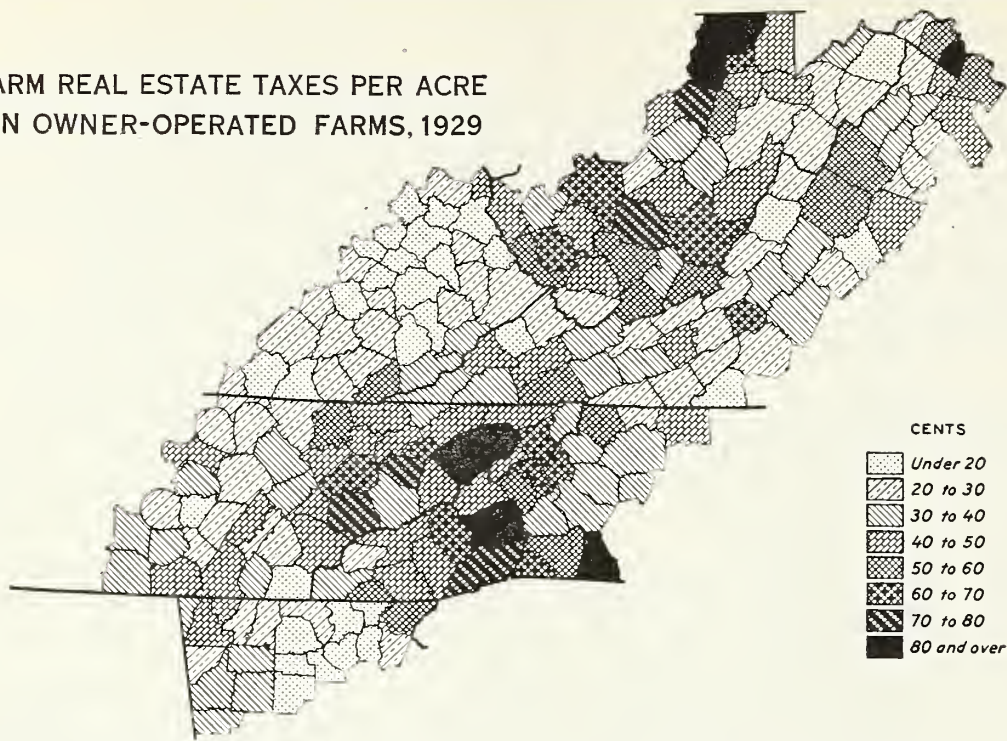 ARM REAL ESTATE TAXES PER ACRE
N OWNER-OPERATED FARMS, 1929
CENTS
Under 20
20 to 30
30 to 40
40 to 50
50 to 60
60 to 70
70 to 80
80 and over